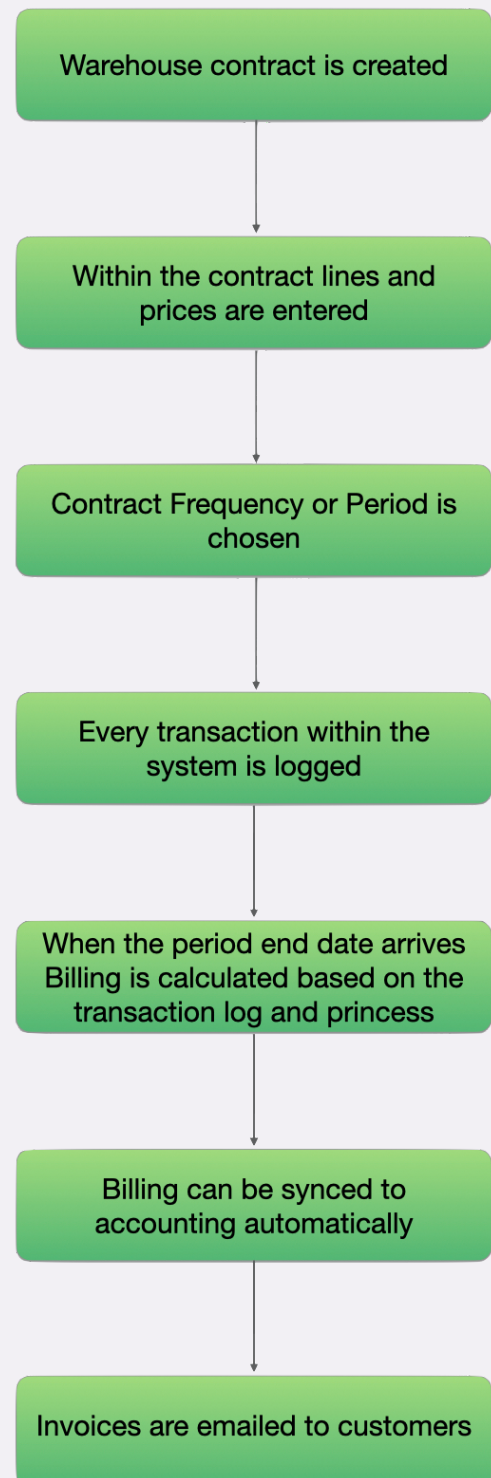 Warehouse contract is created
Within the contract lines and
prices are entered
Contract Frequency or Period is
chosen
Every transaction within the
system is logged
When the period end date arrives
Billing is calculated based on the
transaction log and princess
Billing can be synced to
accounting automatically
Invoices are emailed to customers